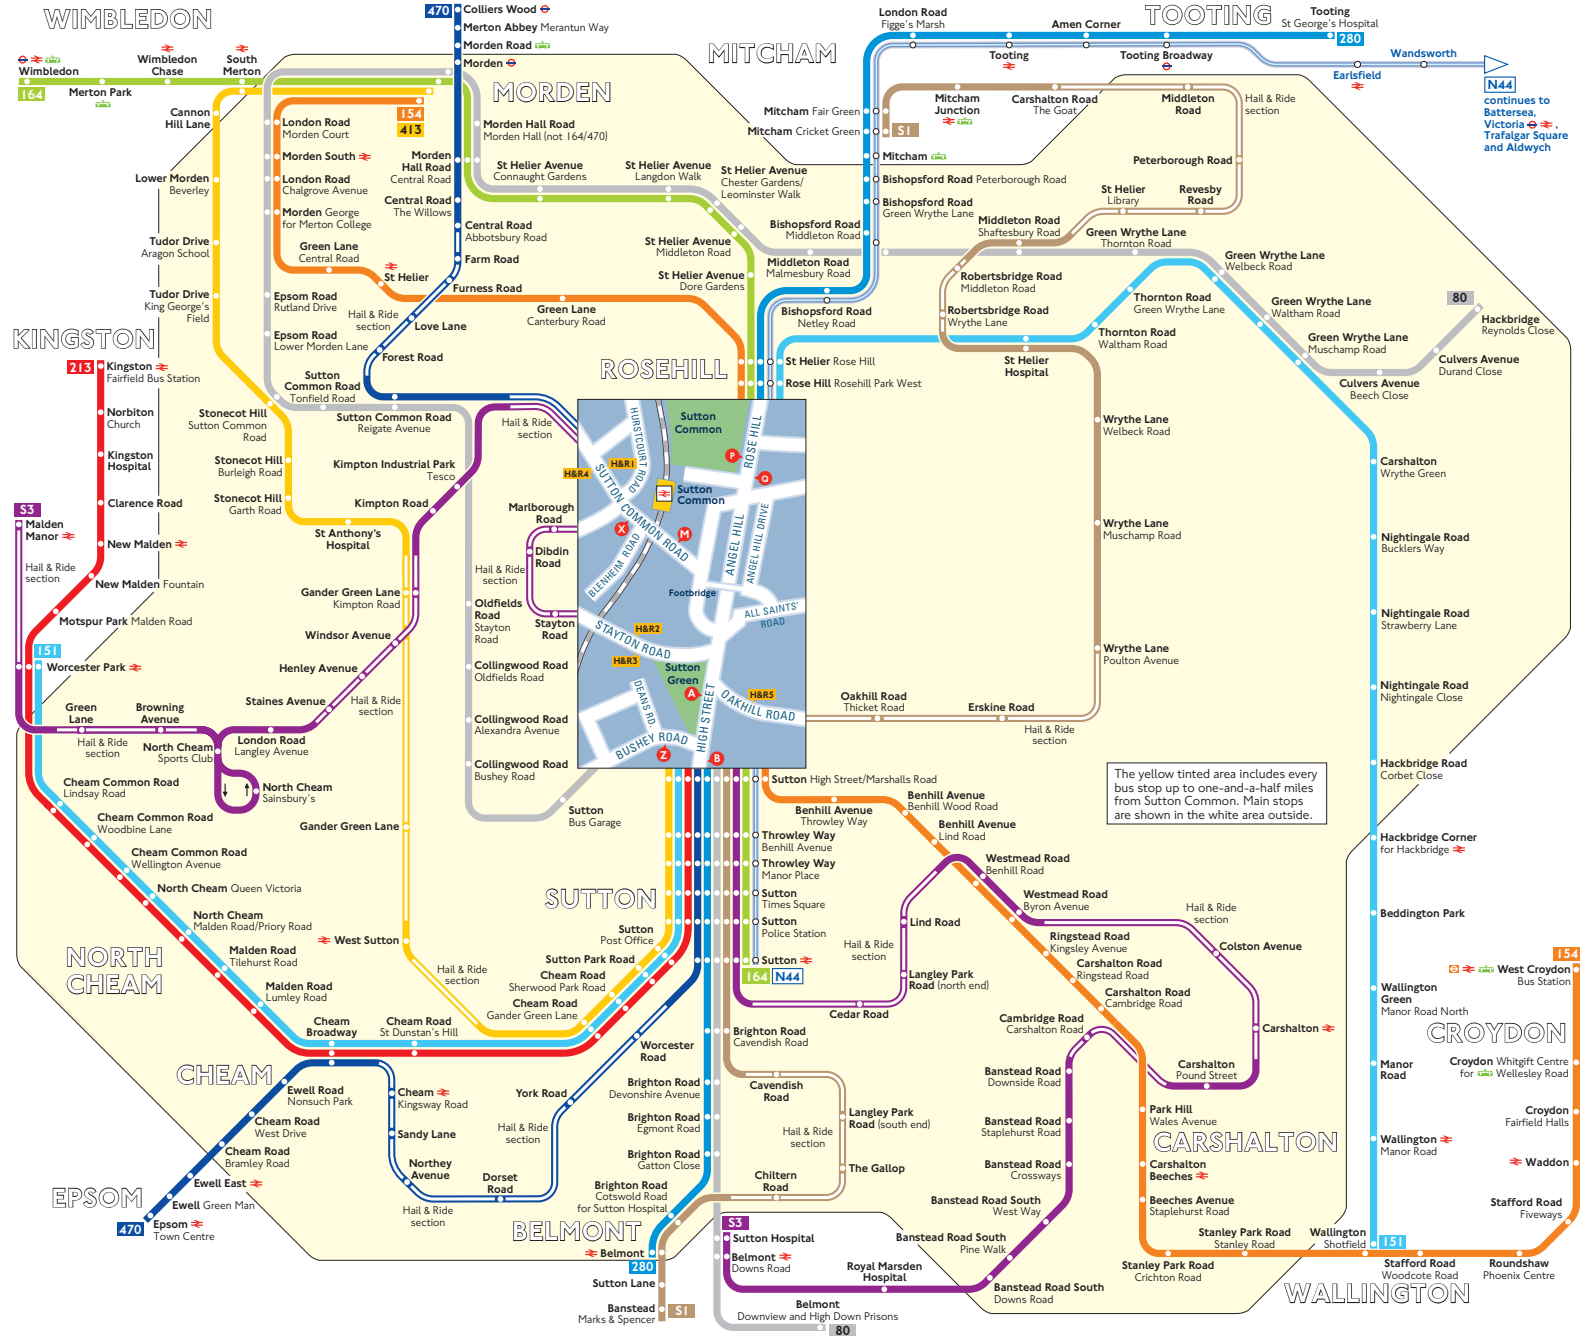 WIMBLEDON
Wimbledon
164
Merton Park
Wimbledon
Chase
South
Merton
470
Colliers Wood
Merton Abbey Merantun Way
Morden Road
Morden
MORDEN
154
413
MITCHAM
London Road
Figge's Marsh
Tooting
Amen Corner
Tooting Broadway
TOOTING
Tooting
St George's Hospital
280
Earlsfield
Wandsworth
N44
continues to
Battersea,
Victoria ,
Trafalgar Square
and Aldwych
Cannon
Hill Lane
Lower Morden
Beverley
Tudor Drive
Aragon School
Tudor Drive
King George's
Field
London Road
Morden Court
Morden South
London Road
Chalgrove Avenue
Morden George
for Merton College
Green Lane
Central Road
St Helier
Epsom Road
Rutland Drive
Epsom Road
Lower Morden Lane
Hail & Ride
section
Love Lane
Forest Road
Morden
Hall Road
Central Road
Central Road
The Willows
Central Road
Abbotsbury Road
Farm Road
Furness Road
Green Lane
Canterbury Road
Morden Hall Road
Morden Hall (not 164/470)
St Helier Avenue
Connaught Gardens
St Helier Avenue
Langdon Walk
St Helier Avenue
Chester Gardens/
Leominster Walk
St Helier Avenue
Middleton Road
St Helier Avenue
Dore Gardens
Mitcham Fair Green
Mitcham Cricket Green
S1
Mitcham
Bishopsford Road Peterborough Road
Bishopsford Road
Green Wrythe Lane
Bishopsford Road
Middleton Road
Middleton Road
Malmesbury Road
Bishopsford Road
Netley Road
Mitcham
Junction
Carshalton Road
The Goat
Middleton
Road
Hail & Ride
section
Peterborough Road
St Helier
Library
Revesby
Road
Middleton Road
Shaftesbury Road
Green Wrythe Lane
Thornton Road
Green Wrythe Lane
Welbeck Road
Robertsbridge Road
Middleton Road
Robertsbridge Road
Wrythe Lane
Thornton Road
Green Wrythe Lane
Thornton Road
Waltham Road
Green Wrythe Lane
Waltham Road
Green Wrythe Lane
Muschamp Road
80
Hackbridge
Reynolds Close
Culvers Avenue
Durand Close
Culvers Avenue
Beech Close
St Helier
Hospital
ROSEHILL
St Helier Rose Hill
Rose Hill Rosehill Park West
KINGSTON
213
Kingston
Fairfield Bus Station
Norbiton
Church
Kingston
Hospital
Clarence Road
New Malden
New Malden Fountain
Motspur Park Malden Road
S3
Malden
Manor
Hail & Ride
section
151
Worcester Park
Sutton
Common Road
Tonfield Road
Sutton Common Road
Reigate Avenue
Stonecot Hill
Sutton Common
Road
Stonecot Hill
Burleigh Road
Stonecot Hill
Garth Road
St Anthony's
Hospital
Kimpton Industrial Park
Tesco
Kimpton Road
Hail & Ride
section
Gander Green Lane
Kimpton Road
Windsor Avenue
Henley Avenue
Staines Avenue
Hail & Ride
section
Green
Lane
Browning
Avenue
Hail & Ride
section
North Cheam
Sports Club
London Road
Langley Avenue
North Cheam
Sainsbury's
Marlborough
Road
Dibdin
Road
Hail & Ride
section
Stayton
Road
Oldfields
Road
Stayton
Road
Collingwood Road
Oldfields Road
Collingwood Road
Alexandra Avenue
Collingwood Road
Bushey Road
Sutton
Bus Garage
Sutton
Common
HURSTCOURT ROAD
ROSE HILL
P
Q
H&R1
H&R4
Sutton
Common
SUTTON COMMON ROAD
X
M
BLENHEIM ROAD
ANGEL HILL
ANGEL HILL DRIVE
Footbridge
ALL SAINTS'
ROAD
H&R2
STAYTON ROAD
H&R3
Sutton
Green
A
H&R5
DEANS RD.
HIGH STREET
OAKHILL ROAD
BUSHEY ROAD
Z
B
Wrythe Lane
Welbeck Road
Wrythe Lane
Muschamp Road
Wrythe Lane
Poulton Avenue
Oakhill Road
Thicket Road
Erskine Road
Hail & Ride
section
Carshalton
Wrythe Green
Nightingale Road
Bucklers Way
Nightingale Road
Strawberry Lane
Nightingale Road
Nightingale Close
Hackbridge Road
Corbet Close
Hackbridge Corner
for Hackbridge
Beddington Park
Wallington
Green
Manor Road North
Manor
Road
Wallington
Manor Road
The yellow tinted area includes every
bus stop up to one-and-a-half miles
from Sutton Common. Main stops
are shown in the white area outside.
Cheam Common Road
Lindsay Road
Cheam Common Road
Woodbine Lane
Cheam Common Road
Wellington Avenue
North Cheam Queen Victoria
North Cheam
Malden Road/Priory Road
Malden Road
Tilehurst Road
Malden Road
Lumley Road
Cheam
Broadway
Cheam Road
St Dunstan's Hill
NORTH
CHEAM
Gander Green Lane
West Sutton
Hail & Ride
section
SUTTON
Sutton
Post Office
Sutton Park Road
Cheam Road
Sherwood Park Road
Cheam Road
Gander Green Lane
Sutton High Street/Marshalls Road
Benhill Avenue
Throwley Way
Benhill Avenue
Benhill Wood Road
Benhill Avenue
Lind Road
Throwley Way
Benhill Avenue
Throwley Way
Manor Place
Sutton
Times Square
Sutton
Police Station
Sutton
164
N44
Westmead Road
Benhill Road
Westmead Road
Byron Avenue
Lind Road
Hail & Ride
section
Langley Park
Road (north end)
Cedar Road
Ringstead Road
Kingsley Avenue
Carshalton Road
Ringstead Road
Carshalton Road
Cambridge Road
Hail & Ride
section
Colston Avenue
Carshalton
Carshalton
Pound Street
Cambridge Road
Carshalton Road
Banstead Road
Downside Road
Banstead Road
Staplehurst Road
Banstead Road
Crossways
Banstead Road South
West Way
Banstead Road South
Pine Walk
Banstead Road South
Downs Road
Royal Marsden
Hospital
Park Hill
Wales Avenue
CARSHALTON
Carshalton
Beeches
Beeches Avenue
Staplehurst Road
Stanley Park Road
Crichton Road
Stanley Park Road
Stanley Road
Wallington
Shotfield
151
Stafford Road
Woodcote Road
WALLINGTON
Roundshaw
Phoenix Centre
Stafford Road
Fiveways
Waddon
Croydon
Fairfield Halls
Croydon Whitgift Centre
for Wellesley Road
CROYDON
West Croydon
Bus Station
154
CHEAM
Ewell Road
Nonsuch Park
Cheam Road
West Drive
Cheam Road
Bramley Road
Ewell East
Ewell Green Man
EPSOM
470
Epsom
Town Centre
Cheam
Kingsway Road
Sandy Lane
Northey
Avenue
Hail & Ride
section
Dorset
Road
York Road
Hail & Ride
section
Worcester
Road
Brighton Road
Cavendish Road
Brighton Road
Devonshire Avenue
Brighton Road
Egmont Road
Brighton Road
Gatton Close
Brighton Road
Cotswold Road
for Sutton Hospital
Cavendish
Road
Langley Park
Road (south end)
Hail & Ride
section
The Gallop
Chiltern
Road
BELMONT
Belmont
280
Sutton Lane
Banstead
Marks & Spencer
S1
S3
Sutton Hospital
Belmont
Downs Road
Belmont
Downview and High Down Prisons
80